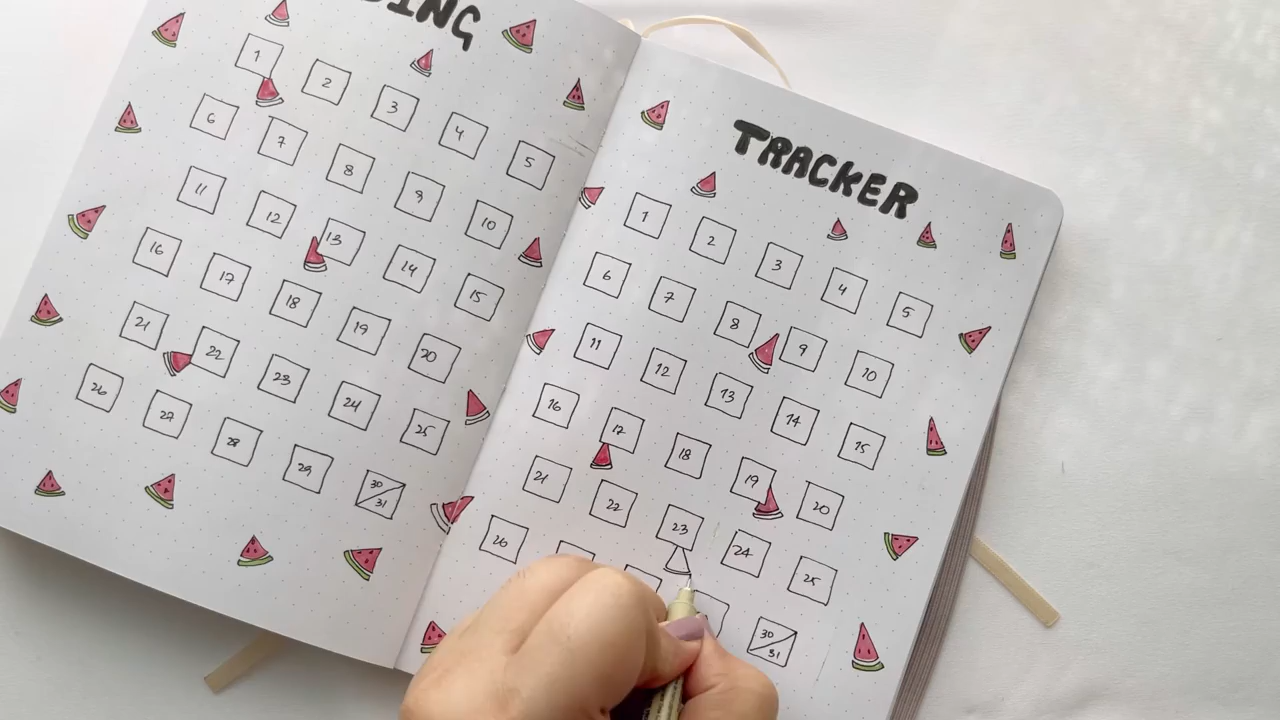 DING
1 2 3 4 5
6 7 8 9 10
11 12 13 14 15
16 17 18 19 20
21 22 23 24 25
26 27 28 29 30/31
TRACKER
1 2 3 4 5
6 7 8 9 10
11 12 13 14 15
16 17 18 19 20
21 22 23 24 25
26 30/31